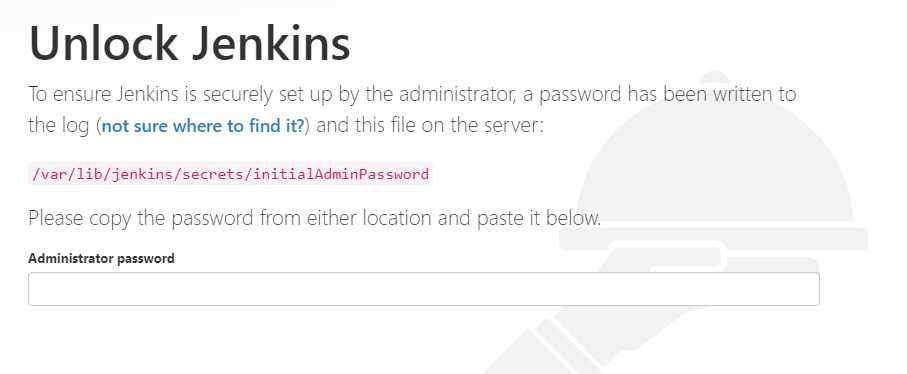 Unlock Jenkins
To ensure Jenkins is securely set up by the administrator, a password has been written to
the log (not sure where to find it?) and this file on the server:
/var/lib/jenkins/secrets/initialAdminPassword
Please copy the password from either location and paste it below.
Administrator password